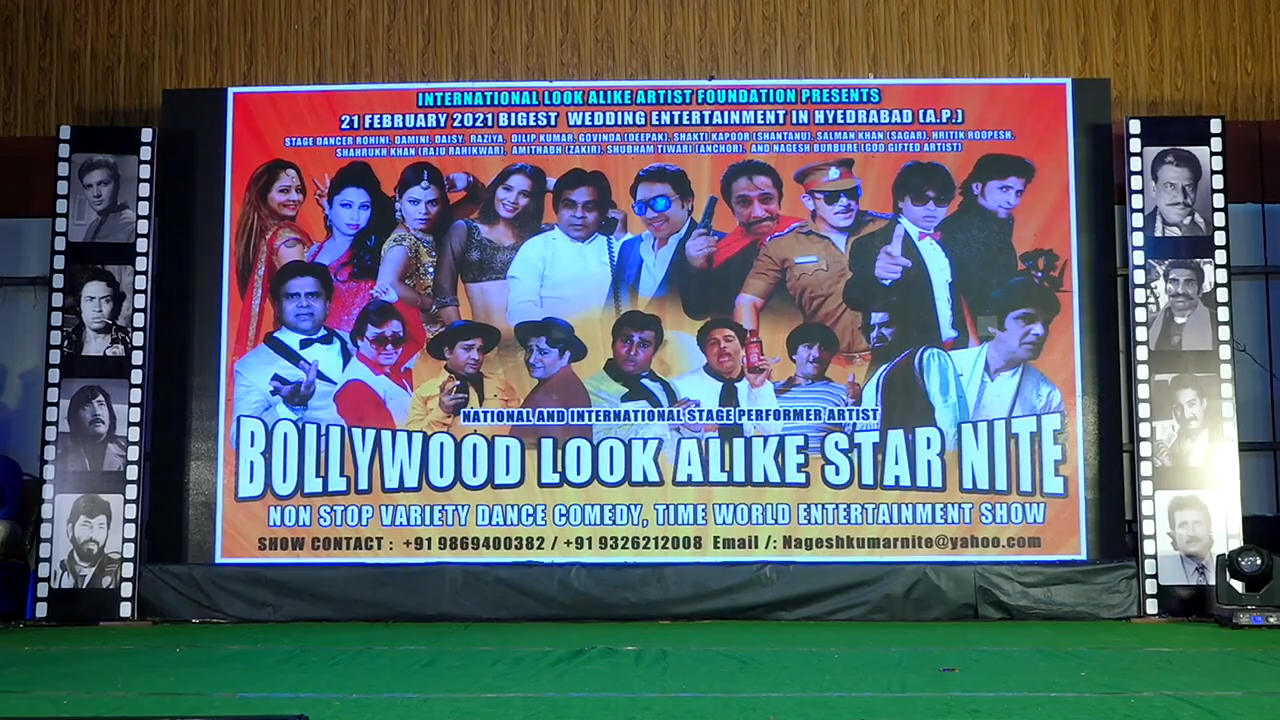 INTERNATIONAL LOOK ALIKE ARTIST FOUNDATION PRESENTS
21 FEBRUARY 2021 BIGEST WEDDING ENTERTAINMENT IN HYEDRABAD (A.P.)
STAGE DANCER ROHINI, DAMINI, DAISY, RAZIYA, DILIP KUMAR, GOVINDA (DEEPAK), SHAKTI KAPOOR (SHANTANU), SALMAN KHAN (SAGAR), HRITIK ROOPESH,
SHAHRUKH KHAN (RAJU RAHIKWAR), AMITHABH (ZAKIR), SHUBHAM TIWARI (ANCHOR), AND NAGESH BURBURE (GOD GIFTED ARTIST)
NATIONAL AND INTERNATIONAL STAGE PERFORMER ARTIST
BOLLYWOOD LOOK ALIKE STAR NITE
NON STOP VARIETY DANCE COMEDY, TIME WORLD ENTERTAINMENT SHOW
SHOW CONTACT : +91 9869400382 / +91 9326212008 Email /: Nageshkumarnite@yahoo.com